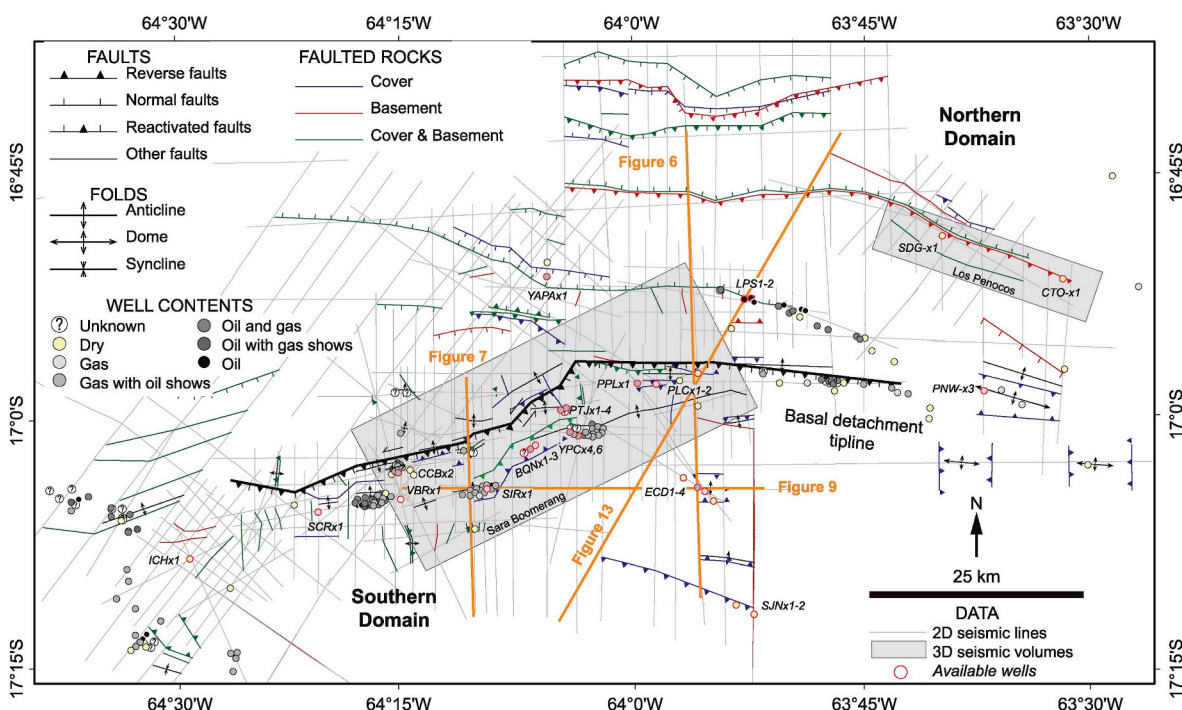 64°30'W 64°15'W 64°0'W 63°45'W 63°30'W
FAULTS
Reverse faults
Normal faults
Reactivated faults
Other faults
FAULTED ROCKS
Cover
Basement
Cover & Basement
FOLDS
Anticline
Dome
Syncline
WELL CONTENTS
? Unknown
Dry
Gas
Gas with oil shows
Oil and gas
Oil with gas shows
Oil
16°45'S
17°0'S
17°15'S
Northern
Domain
Figure 6
SDG-x1
Los Penocos
CTO-x1
YAPAx1
LPS1-2
Figure 7
PPLx1
PLCx1-2
PNW-x3
PTJx1-4
Basal detachment
tipline
YPCx4,6
BQNx1-3
CCBx2
VBRx1
SIRx1
ECD1-4
Figure 9
SCRx1
Sara Boomerang
Figure 13
ICHx1
Southern
Domain
SJNx1-2
N
25 km
DATA
2D seismic lines
3D seismic volumes
Available wells
16°45'S
17°0'S
17°15'S
64°30'W 64°15'W 64°0'W 63°45'W 63°30'W